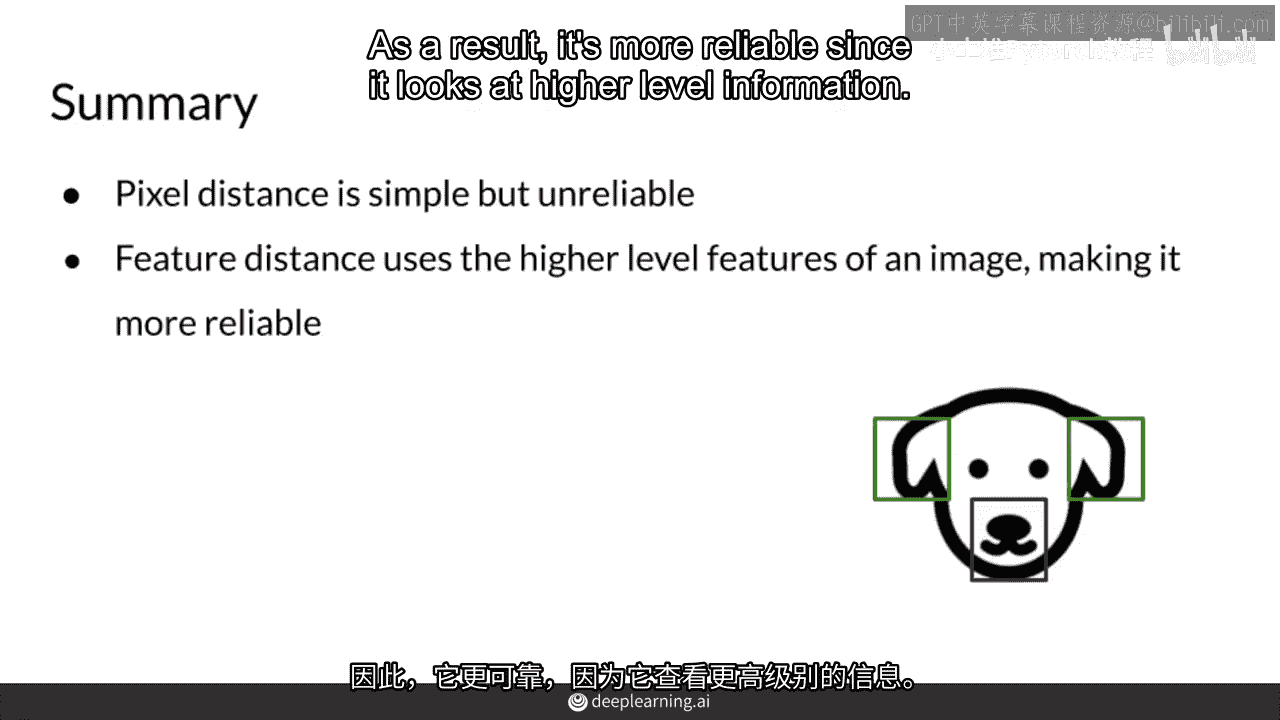 GPT中英字幕课程资源@bilibili.com
As a result, it's more reliable since
it looks at higher level information.
bilibili
Summary
● Pixel distance is simple but unreliable
● Feature distance uses the higher level features of an image, making it
more reliable
因此，它更可靠，因为它查看更高级别的信息。
deeplearning.ai